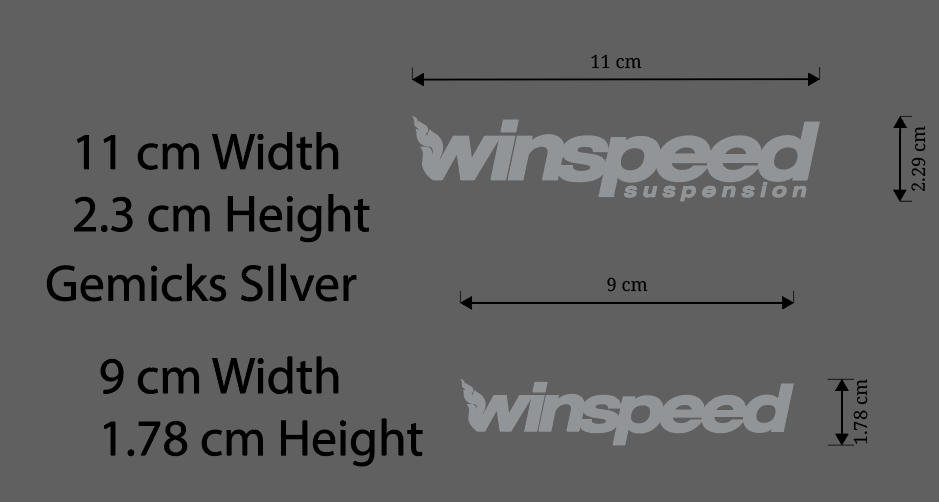 11 cm
11 cm Width
winspeed
suspension
2.29 cm
2.3 cm Height
Gemicks SIlver
9 cm
9 cm Width
winspeed
1.78 cm
1.78 cm Height